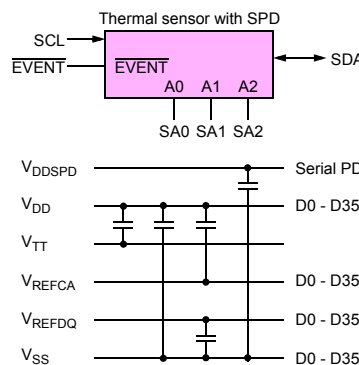 Thermal sensor with SPD
SCL
EVENT
EVENT
SDA
A0 A1 A2
SA0 SA1 SA2
VDDSPD Serial PD
VDD D0 - D35
VTT
VREFCA D0 - D35
VREFDQ D0 - D35
VSS D0 - D35